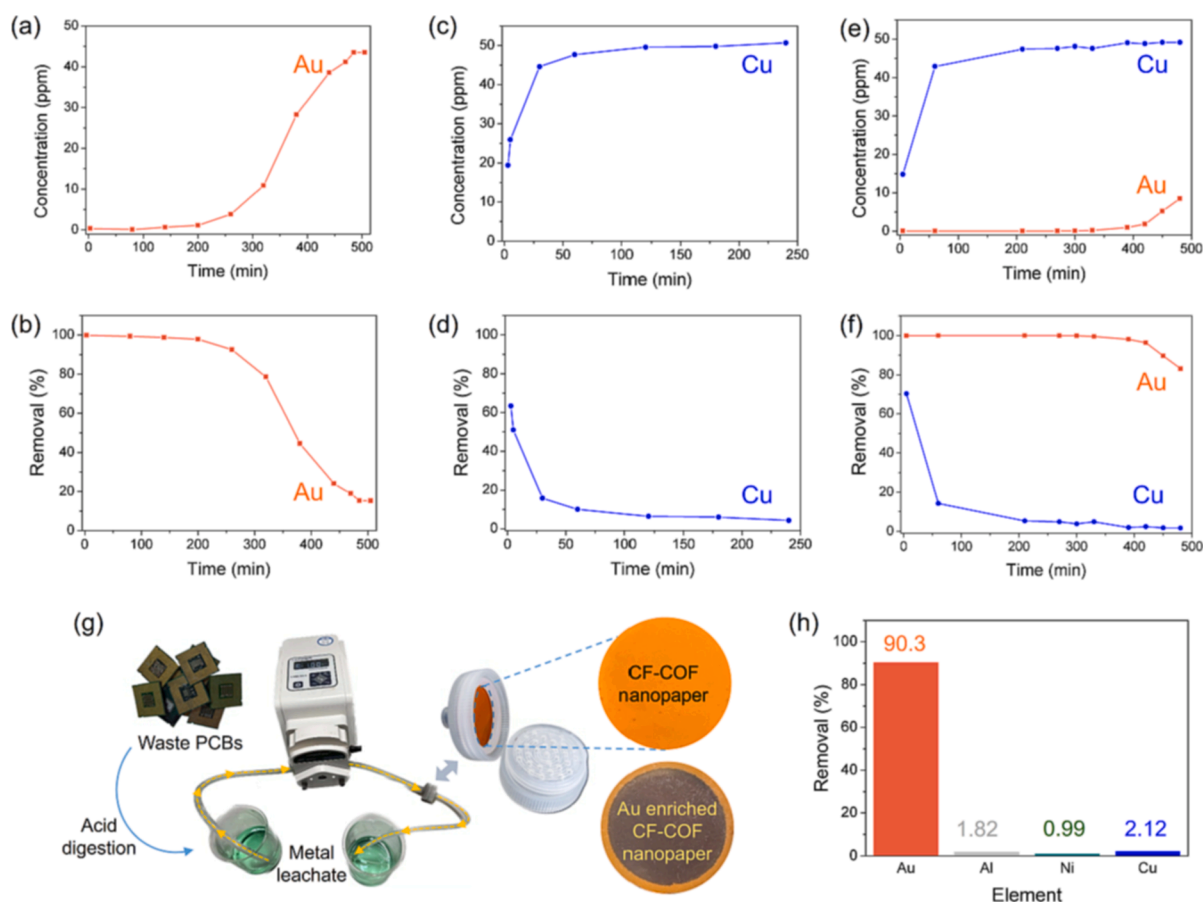 (a)
50
40
30
20
10
0
Concentration (ppm)
Au
0 100 200 300 400 500
Time (min)
(c)
50
40
30
20
10
0
Concentration (ppm)
Cu
0 50 100 150 200 250
Time (min)
(e)
50
40
30
20
10
0
Concentration (ppm)
Cu
Au
0 100 200 300 400 500
Time (min)
(b)
100
80
60
40
20
0
Removal (%)
Au
0 100 200 300 400 500
Time (min)
(d)
100
80
60
40
20
0
Removal (%)
Cu
0 50 100 150 200 250
Time (min)
(f)
100
80
60
40
20
0
Removal (%)
Au
Cu
0 100 200 300 400 500
Time (min)
(g)
Waste PCBs
Acid
digestion
Metal
leachate
CF-COF
nanopaper
Au enriched
CF-COF
nanopaper
(h)
100
80
60
40
20
0
Removal (%)
90.3
1.82
0.99
2.12
Au Al Ni Cu
Element